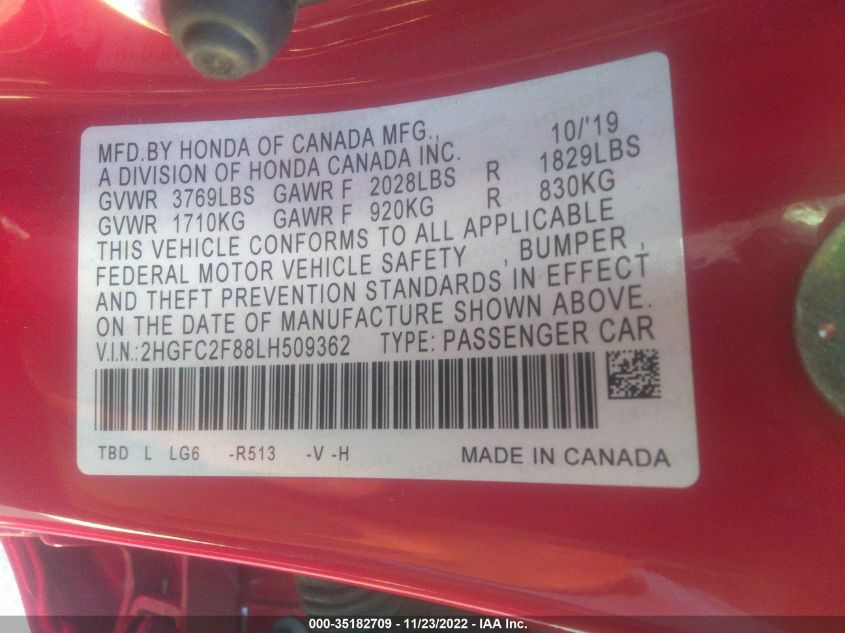 MFD.BY HONDA OF CANADA MFG., 10/'19
A DIVISION OF HONDA CANADA INC.
GVWR 3769LBS GAWR F 2028LBS R 1829LBS
GVWR 1710KG GAWR F 920KG R 830KG
THIS VEHICLE CONFORMS TO ALL APPLICABLE
FEDERAL MOTOR VEHICLE SAFETY , BUMPER ,
AND THEFT PREVENTION STANDARDS IN EFFECT
ON THE DATE OF MANUFACTURE SHOWN ABOVE.
V.I.N.:2HGFC2F88LH509362 TYPE: PASSENGER CAR
TBD L LG6 -R513 -V -H MADE IN CANADA
000-35182709 - 11/23/2022 - IAA Inc.